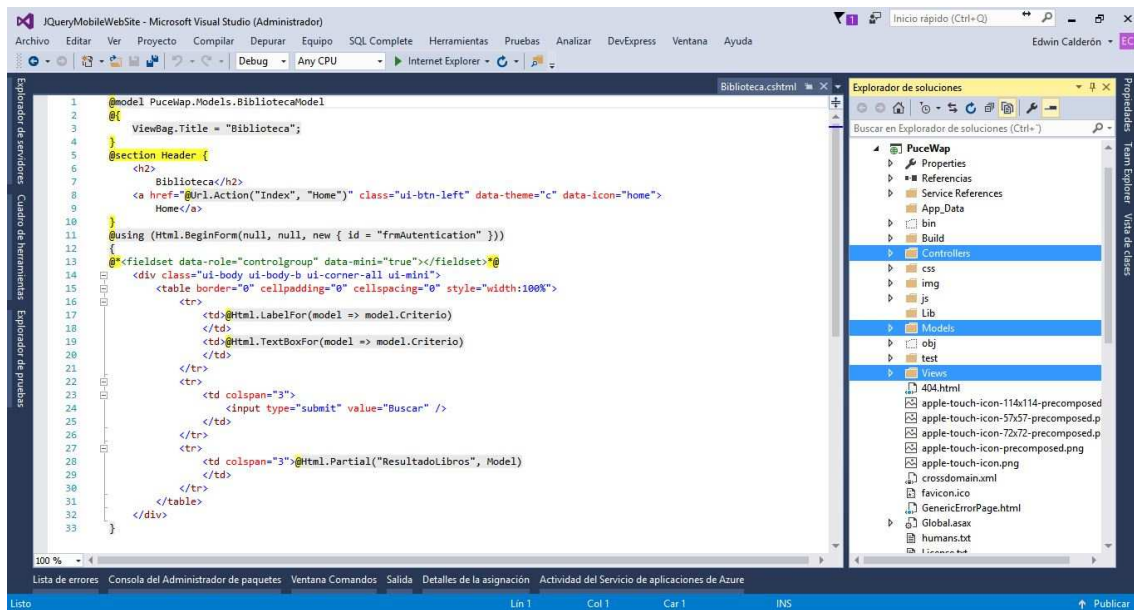 JQueryMobileWebSite - Microsoft Visual Studio (Administrador)
1
Inicio rápido (Ctrl+Q)
Archivo Editar Ver Proyecto Compilar Depurar Equipo SQL Complete Herramientas Pruebas Analizar DevExpress Ventana Ayuda
Edwin Calderón EC
Debug Any CPU Internet Explorer
Explorador de servidores
Cuadro de herramientas
Explorador de pruebas
Biblioteca.cshtml
1 @model PuceWap.Models.BibliotecaModel
2 @{
3 ViewBag.Title = "Biblioteca";
4 }
5 @section Header {
6 <h2>
7 Biblioteca</h2>
8 <a href="@Url.Action("Index", "Home")" class="ui-btn-left" data-theme="c" data-icon="home">
9 Home</a>
10 }
11 @using (Html.BeginForm(null, null, new { id = "frmAutentication" }))
12 {
13 @*<fieldset data-role="controlgroup" data-mini="true"></fieldset>*@
14 <div class="ui-body ui-body-b ui-corner-all ui-mini">
15 <table border="0" cellpadding="0" cellspacing="0" style="width:100%">
16 <tr>
17 <td>@Html.LabelFor(model => model.Criterio)
18 </td>
19 <td>@Html.TextBoxFor(model => model.Criterio)
20 </td>
21 </tr>
22 <tr>
23 <td colspan="3">
24 <input type="submit" value="Buscar" />
25 </td>
26 </tr>
27 <tr>
28 <td colspan="3">@Html.Partial("ResultadoLibros", Model)
29 </td>
30 </tr>
31 </table>
32 </div>
33 }
100 %
Explorador de soluciones
Buscar en Explorador de soluciones (Ctrl+´)
PuceWap
Properties
Referencias
Service References
App_Data
bin
Build
Controllers
css
img
js
Lib
Models
obj
test
Views
404.html
apple-touch-icon-114x114-precomposed
apple-touch-icon-57x57-precomposed.p
apple-touch-icon-72x72-precomposed.p
apple-touch-icon-precomposed.png
apple-touch-icon.png
crossdomain.xml
favicon.ico
GenericErrorPage.html
Global.asax
humans.txt
License.txt
Propiedades
Team Explorer
Vista de clases
Lista de errores Consola del Administrador de paquetes Ventana Comandos Salida Detalles de la asignación Actividad del Servicio de aplicaciones de Azure
Listo Lín 1 Col 1 Car 1 INS Publicar